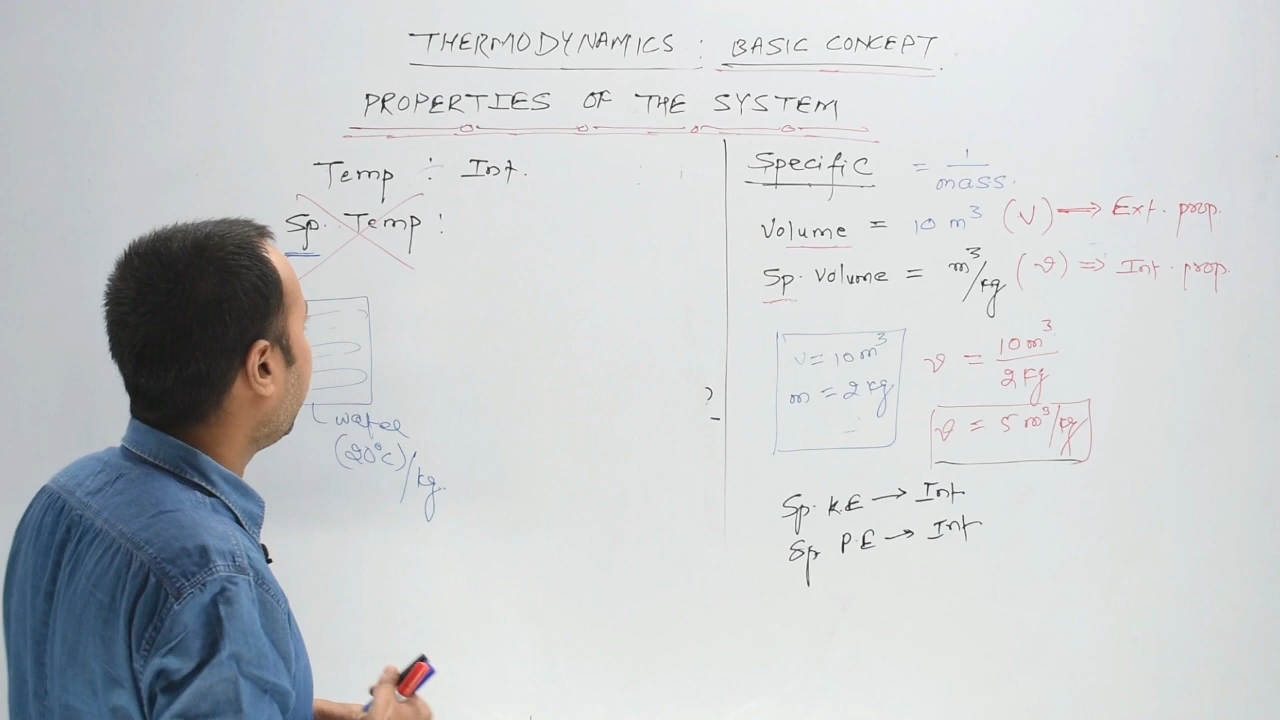 THERMODYNAMICS : BASIC CONCEPT.
PROPERTIES OF THE SYSTEM
Temp : Int.
Sp. Temp :
water
(20°C)/kg.
?
Specific = 1/mass.
Volume = 10 m³ (V) → Ext. prop.
Sp. Volume = m³/kg (v) ⇒ Int. prop.
V = 10 m³
m = 2 kg
v = 10 m³/2 kg
v = 5 m³/kg
Sp. K.E → Int
Sp. P.E → Int